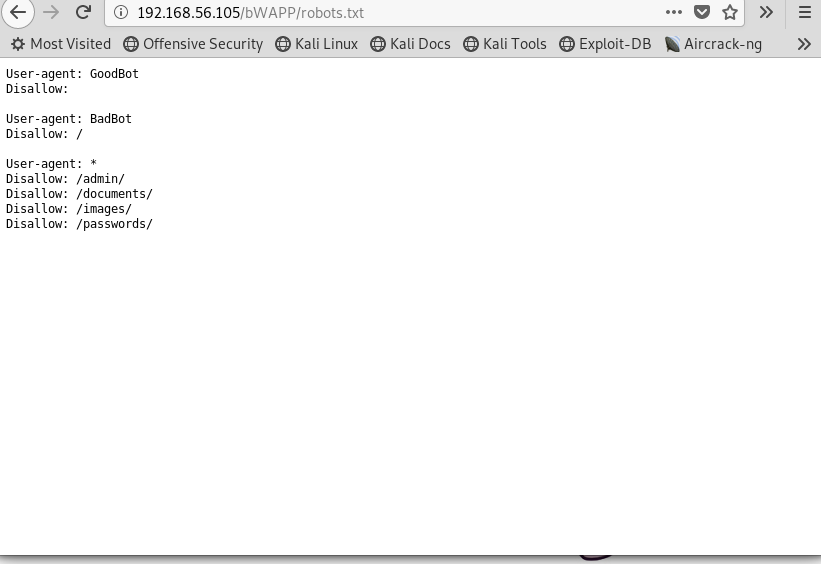 192.168.56.105/bWAPP/robots.txt
Most Visited Offensive Security Kali Linux Kali Docs Kali Tools Exploit-DB Aircrack-ng
User-agent: GoodBot
Disallow:
User-agent: BadBot
Disallow: /
User-agent: *
Disallow: /admin/
Disallow: /documents/
Disallow: /images/
Disallow: /passwords/